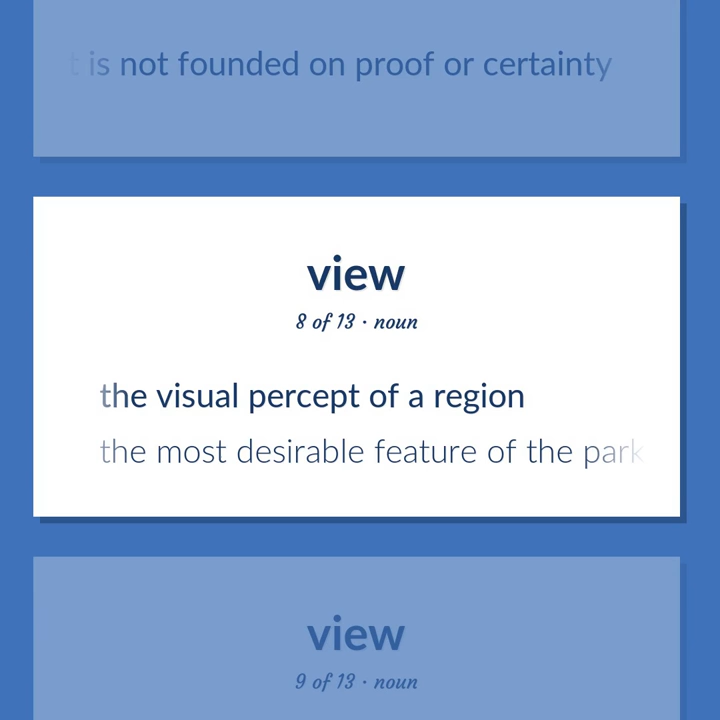 is not founded on proof or certainty
view
8 of 13 · noun
the visual percept of a region
the most desirable feature of the park
view
9 of 13 · noun